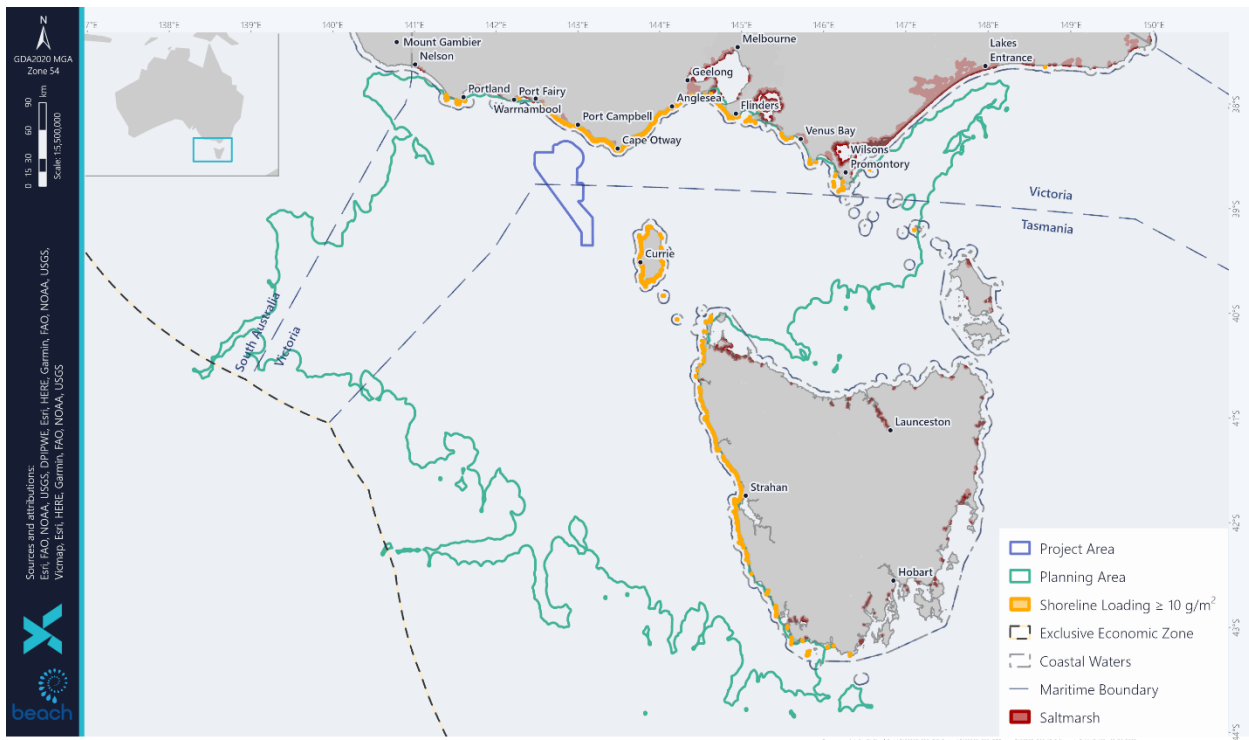 7°E
138°E
139°E
140°E
141°E
142°E
143°E
144°E
145°E
146°E
147°E
148°E
149°E
150°E
N
GDA2020 MGA
Zone 54
0 15 30 60 90
km
Scale: 1:5,500,000
Sources and attributions:
Esri, FAO, NOAA, USGS, DPIPWE, Esri, HERE, Garmin, FAO, NOAA, USGS,
Vicmap, Esri, HERE, Garmin, FAO, NOAA, USGS
beach
Mount Gambier
Nelson
Portland
Port Fairy
Warrnambool
Port Campbell
Cape Otway
Anglesea
Geelong
Melbourne
Flinders
Venus Bay
Wilsons
Promontory
Lakes
Entrance
Victoria
Tasmania
South Australia
Victoria
Currie
Launceston
Strahan
Hobart
38°S
39°S
40°S
41°S
42°S
43°S
44°S
Project Area
Planning Area
Shoreline Loading ≥ 10 g/m²
Exclusive Economic Zone
Coastal Waters
Maritime Boundary
Saltmarsh